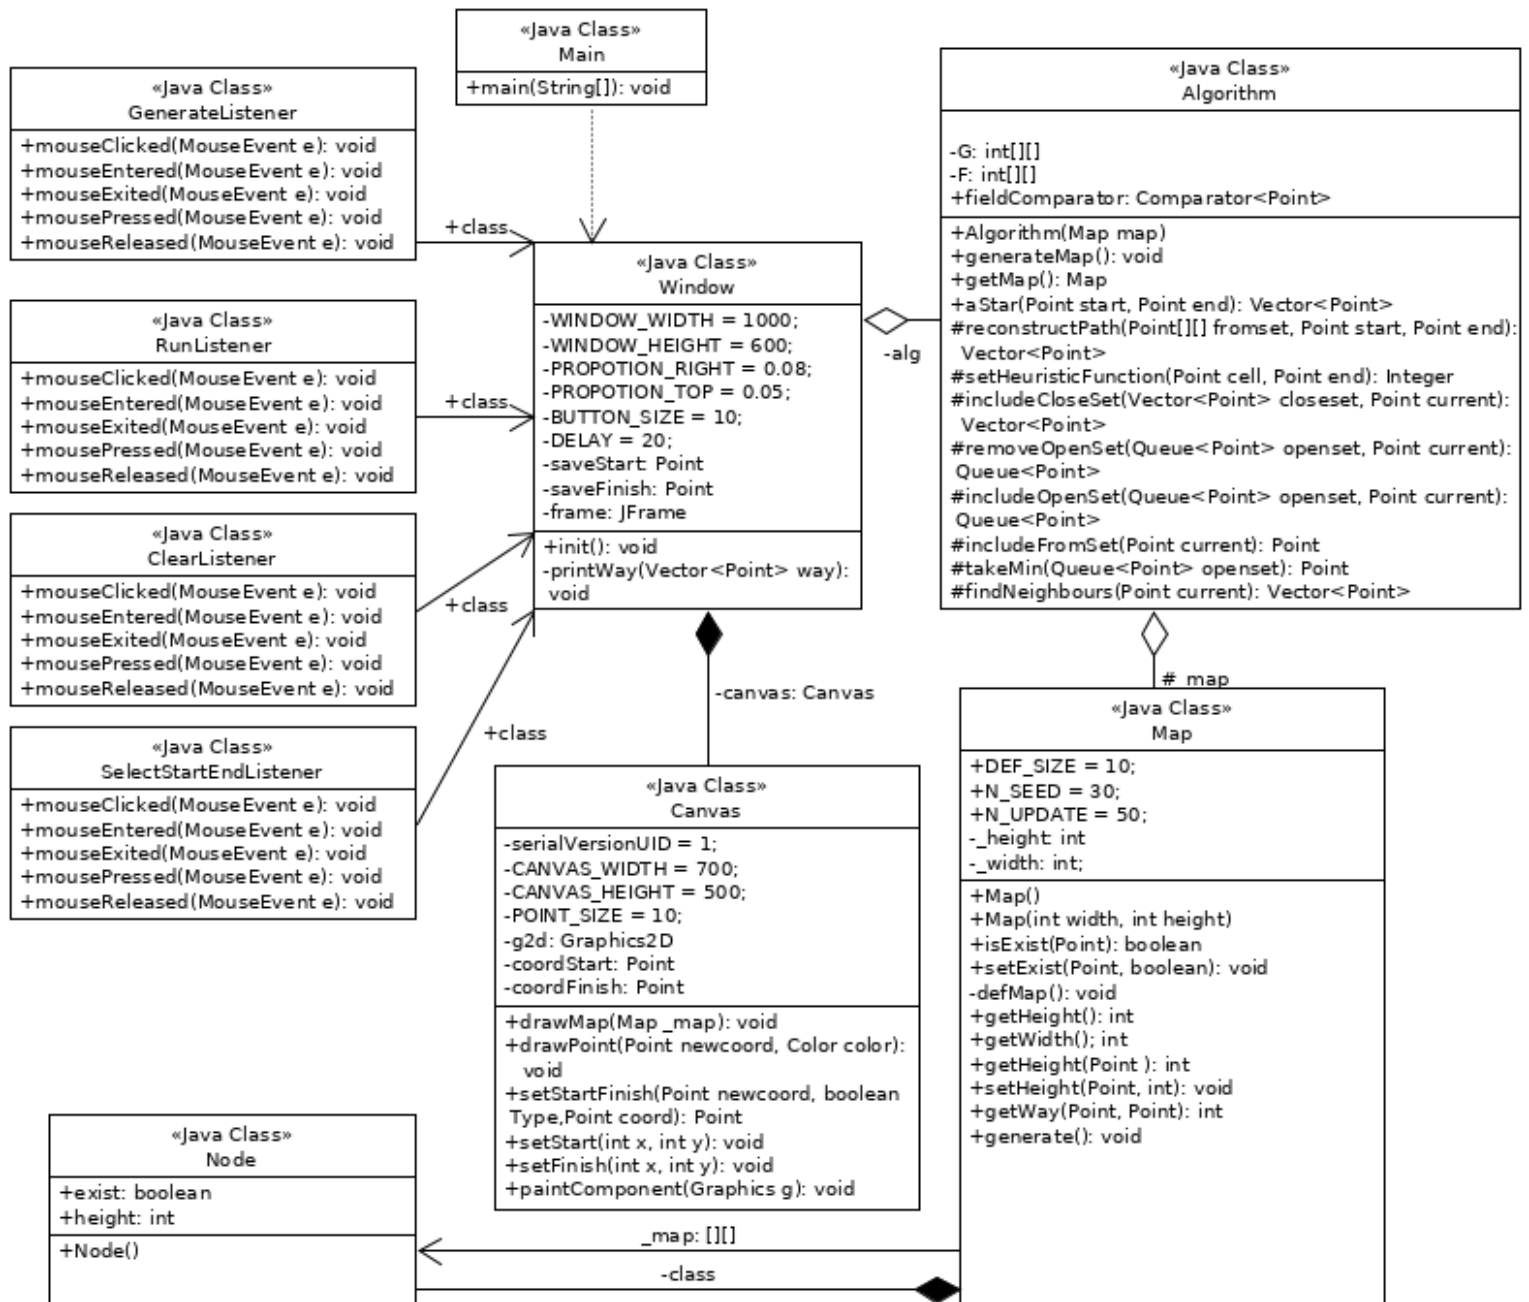 «Java Class»
Main
+main(String[]): void
«Java Class»
GenerateListener
+mouseClicked(MouseEvent e): void
+mouseEntered(MouseEvent e): void
+mouseExited(MouseEvent e): void
+mousePressed(MouseEvent e): void
+mouseReleased(MouseEvent e): void
+class
«Java Class»
RunListener
+mouseClicked(MouseEvent e): void
+mouseEntered(MouseEvent e): void
+mouseExited(MouseEvent e): void
+mousePressed(MouseEvent e): void
+mouseReleased(MouseEvent e): void
+class
«Java Class»
ClearListener
+mouseClicked(MouseEvent e): void
+mouseEntered(MouseEvent e): void
+mouseExited(MouseEvent e): void
+mousePressed(MouseEvent e): void
+mouseReleased(MouseEvent e): void
+class
«Java Class»
SelectStartEndListener
+mouseClicked(MouseEvent e): void
+mouseEntered(MouseEvent e): void
+mouseExited(MouseEvent e): void
+mousePressed(MouseEvent e): void
+mouseReleased(MouseEvent e): void
+class
«Java Class»
Window
-WINDOW_WIDTH = 1000;
-WINDOW_HEIGHT = 600;
-PROPOTION_RIGHT = 0.08;
-PROPOTION_TOP = 0.05;
-BUTTON_SIZE = 10;
-DELAY = 20;
-saveStart: Point
-saveFinish: Point
-frame: JFrame
+init(): void
-printWay(Vector<Point> way):
void
-alg
«Java Class»
Algorithm
-G: int[][]
-F: int[][]
+fieldComparator: Comparator<Point>
+Algorithm(Map map)
+generateMap(): void
+getMap(): Map
+aStar(Point start, Point end): Vector<Point>
#reconstructPath(Point[][] fromset, Point start, Point end):
Vector<Point>
#setHeuristicFunction(Point cell, Point end): Integer
#includeCloseSet(Vector<Point> closeset, Point current):
Vector<Point>
#removeOpenSet(Queue<Point> openset, Point current):
Queue<Point>
#includeOpenSet(Queue<Point> openset, Point current):
Queue<Point>
#includeFromSet(Point current): Point
#takeMin(Queue<Point> openset): Point
#findNeighbours(Point current): Vector<Point>
# map
-canvas: Canvas
«Java Class»
Canvas
-serialVersionUID = 1;
-CANVAS_WIDTH = 700;
-CANVAS_HEIGHT = 500;
-POINT_SIZE = 10;
-g2d: Graphics2D
-coordStart: Point
-coordFinish: Point
+drawMap(Map _map): void
+drawPoint(Point newcoord, Color color):
void
+setStartFinish(Point newcoord, boolean
Type,Point coord): Point
+setStart(int x, int y): void
+setFinish(int x, int y): void
+paintComponent(Graphics g): void
«Java Class»
Map
+DEF_SIZE = 10;
+N_SEED = 30;
+N_UPDATE = 50;
-_height: int
-_width: int;
+Map()
+Map(int width, int height)
+isExist(Point): boolean
+setExist(Point, boolean): void
-defMap(): void
+getHeight(): int
+getWidth(); int
+getHeight(Point ): int
+setHeight(Point, int): void
+getWay(Point, Point): int
+generate(): void
«Java Class»
Node
+exist: boolean
+height: int
+Node()
_map: [][]
-class